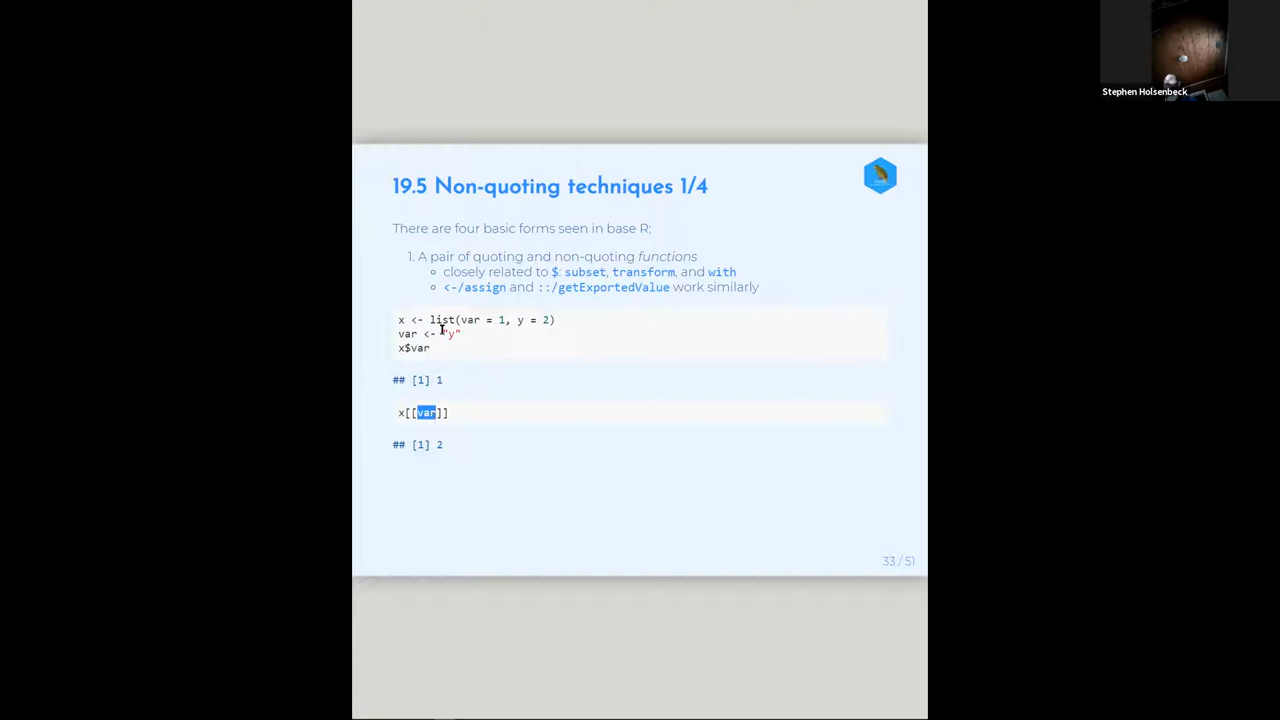 Stephen Holsenbeck
19.5 Non-quoting techniques 1/4
There are four basic forms seen in base R:
1. A pair of quoting and non-quoting functions
closely related to $: subset, transform, and with
<-/assign and ::/getExportedValue work similarly
x <- list(var = 1, y = 2)
var <- "y"
x$var
## [1] 1
x[[var]]
## [1] 2
33 / 51